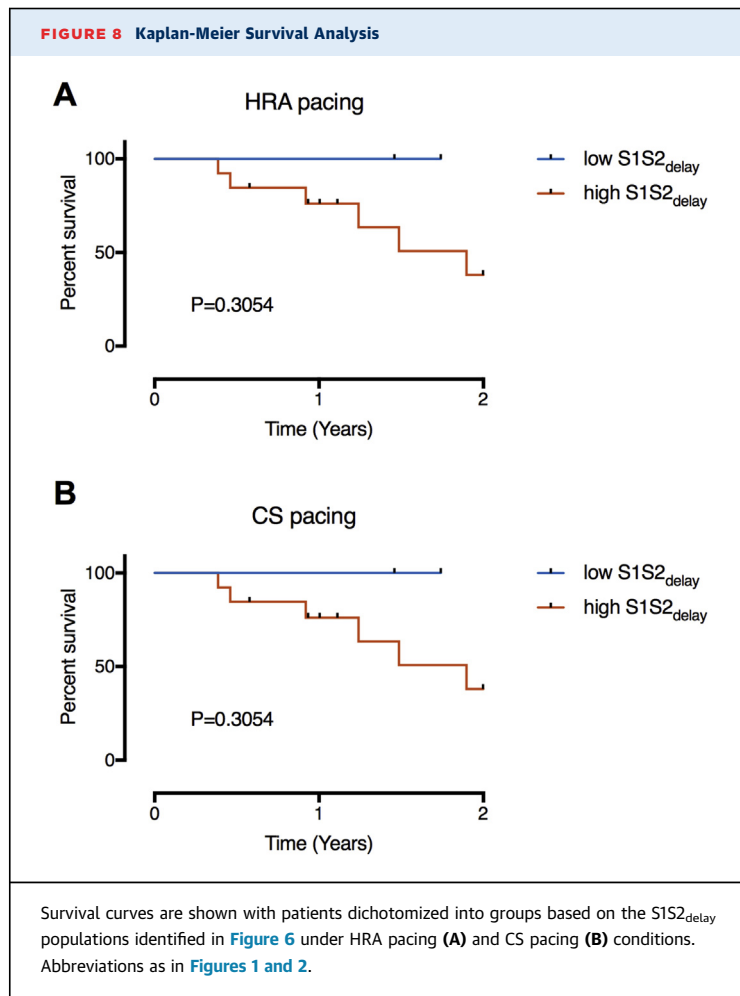 FIGURE 8 Kaplan-Meier Survival Analysis
A
HRA pacing
100
50
0
Percent survival
low S1S2delay
high S1S2delay
P=0.3054
0 1 2
Time (Years)
B
CS pacing
100
50
0
Percent survival
low S1S2delay
high S1S2delay
P=0.3054
0 1 2
Time (Years)
Survival curves are shown with patients dichotomized into groups based on the S1S2delay
populations identified in Figure 6 under HRA pacing (A) and CS pacing (B) conditions.
Abbreviations as in Figures 1 and 2.